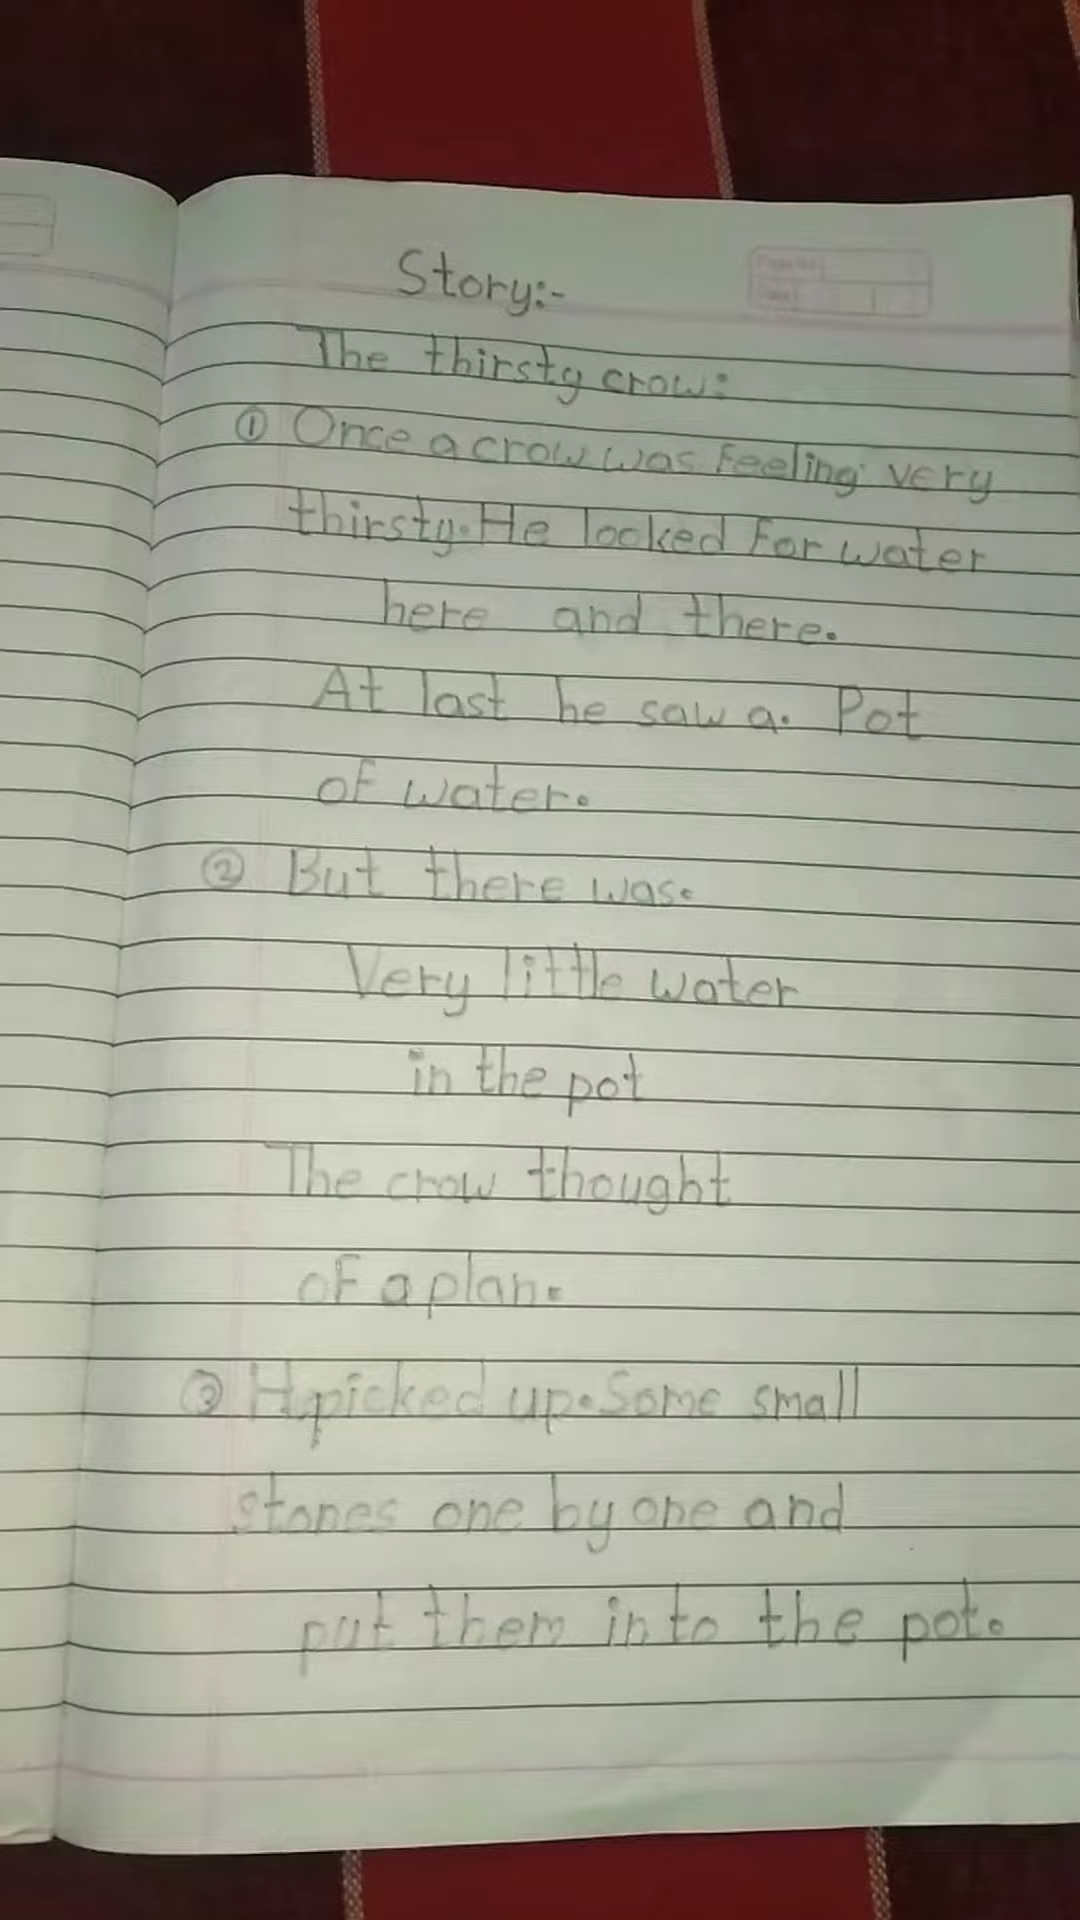 Story:-
The thirsty crow:
① Once a crow was feeling very
thirsty. He looked for water
here and there.
At last he saw a. Pot
of water.
② But there was.
Very little water
in the pot
The crow thought
of a plan.
③ H picked up. Some small
stones one by one and
put them in to the pot.